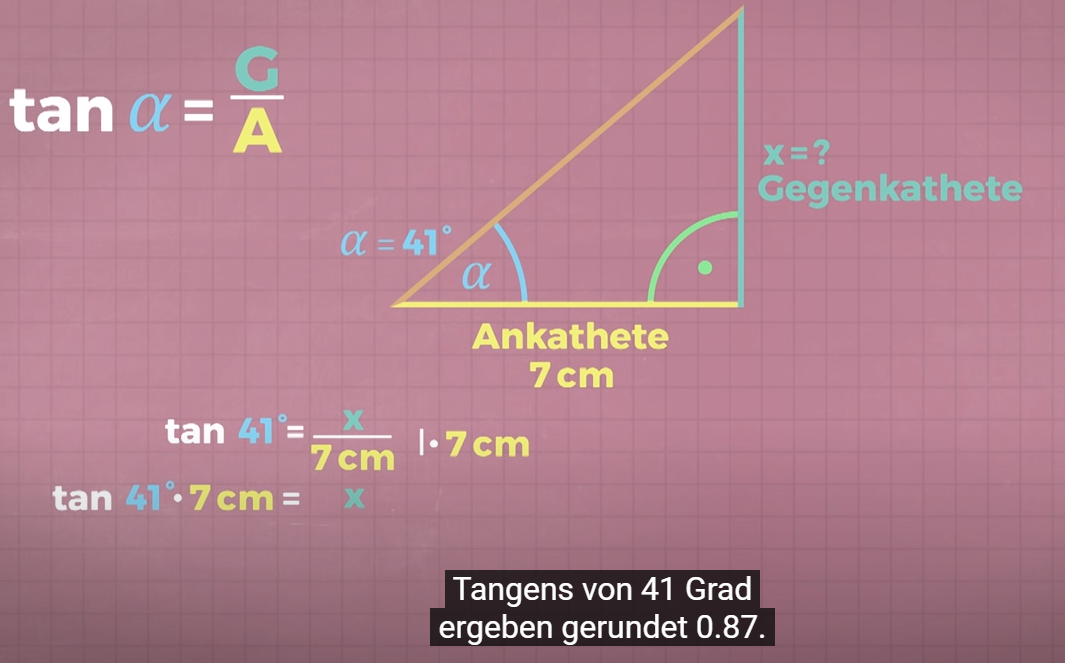 tan α = G/A
x = ?
Gegenkathete
α = 41°
α
Ankathete
7 cm
tan 41° = x/7 cm |· 7 cm
tan 41° · 7 cm = x
Tangens von 41 Grad
ergeben gerundet 0.87.